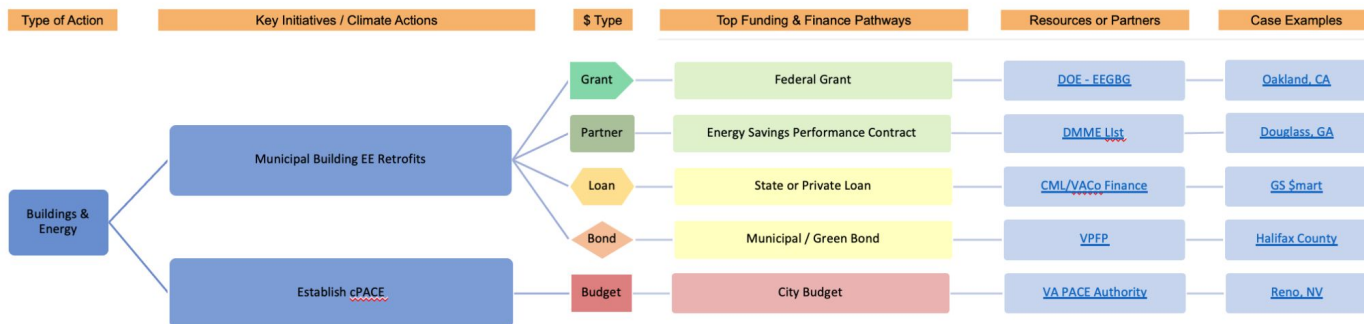 Type of Action
Key Initiatives / Climate Actions
$ Type
Top Funding & Finance Pathways
Resources or Partners
Case Examples
Grant
Federal Grant
DOE - EEGBG
Oakland, CA
Partner
Energy Savings Performance Contract
DMME LIst
Douglass, GA
Municipal Building EE Retrofits
Loan
State or Private Loan
CML/VACo Finance
GS $mart
Buildings &
Energy
Bond
Municipal / Green Bond
VPFP
Halifax County
Establish cPACE
Budget
City Budget
VA PACE Authority
Reno, NV